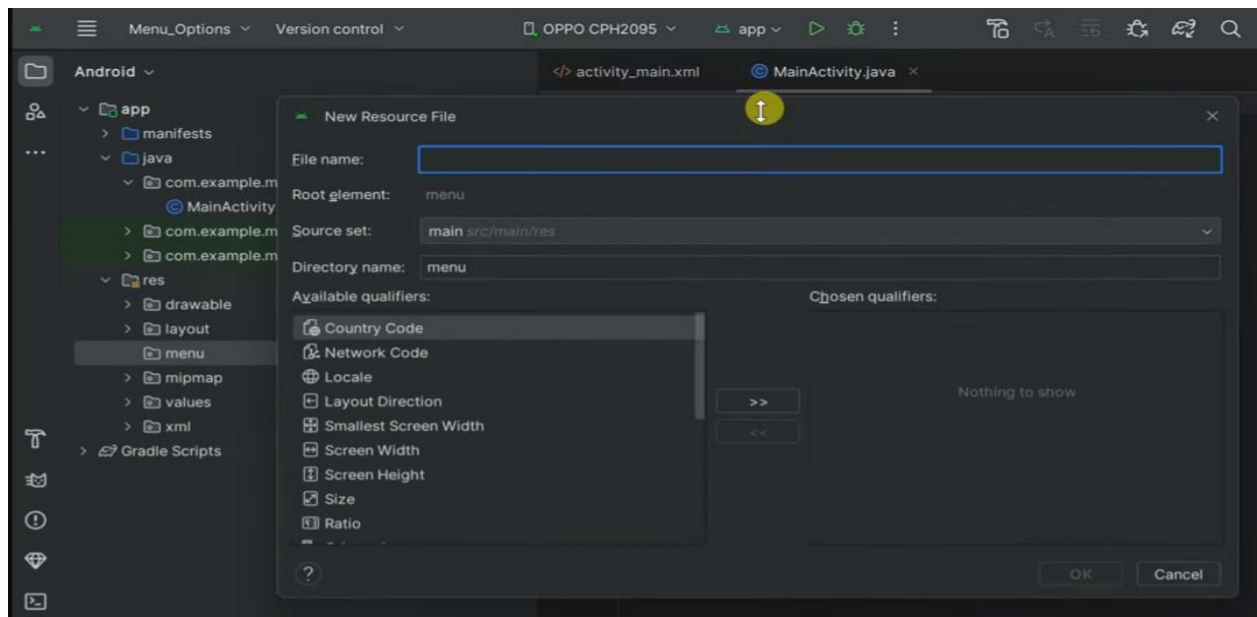 Menu_Options Version control OPPO CPH2095 app
Android
activity_main.xml MainActivity.java
app
manifests
java
com.example.m
MainActivity
com.example.m
com.example.m
res
drawable
layout
menu
mipmap
values
xml
Gradle Scripts
New Resource File
File name:
Root element: menu
Source set: main src/main/res
Directory name: menu
Available qualifiers: Chosen qualifiers:
Country Code
Network Code
Locale
Layout Direction
Smallest Screen Width
Screen Width
Screen Height
Size
Ratio
>>
<<
Nothing to show
?
OK Cancel